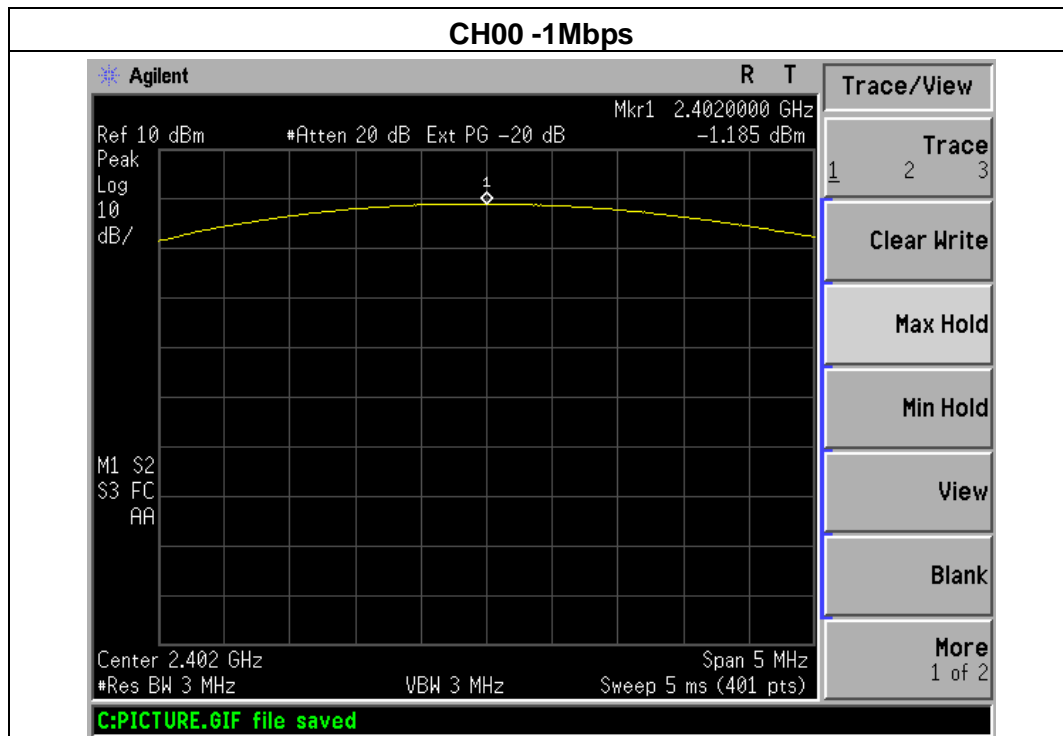 CH00 -1Mbps
Agilent R T
Mkr1 2.4020000 GHz
Ref 10 dBm #Atten 20 dB Ext PG -20 dB -1.185 dBm
Peak
Log
10
dB/
1
M1 S2
S3 FC
AA
Center 2.402 GHz Span 5 MHz
#Res BW 3 MHz VBW 3 MHz Sweep 5 ms (401 pts)
C:PICTURE.GIF file saved
Trace/View
Trace
1 2 3
Clear Write
Max Hold
Min Hold
View
Blank
More
1 of 2